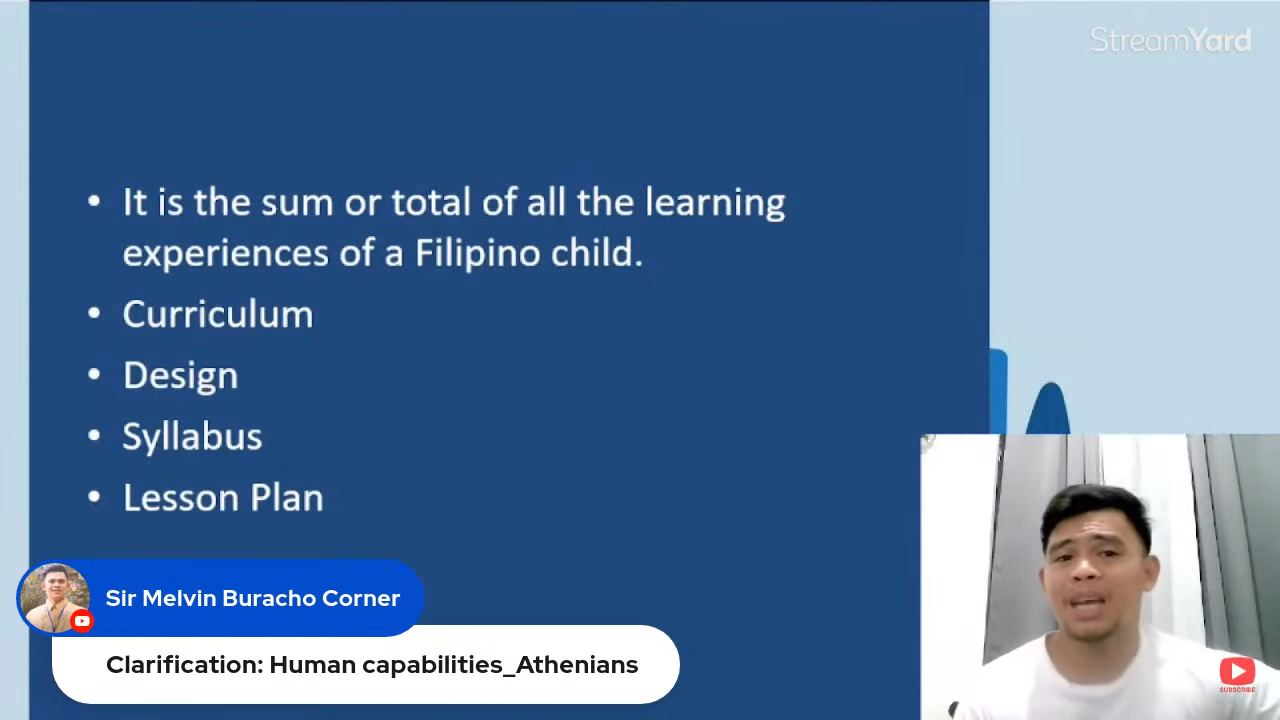 StreamYard
• It is the sum or total of all the learning
experiences of a Filipino child.
• Curriculum
• Design
• Syllabus
• Lesson Plan
Sir Melvin Buracho Corner
Clarification: Human capabilities_Athenians
SUBSCRIBE